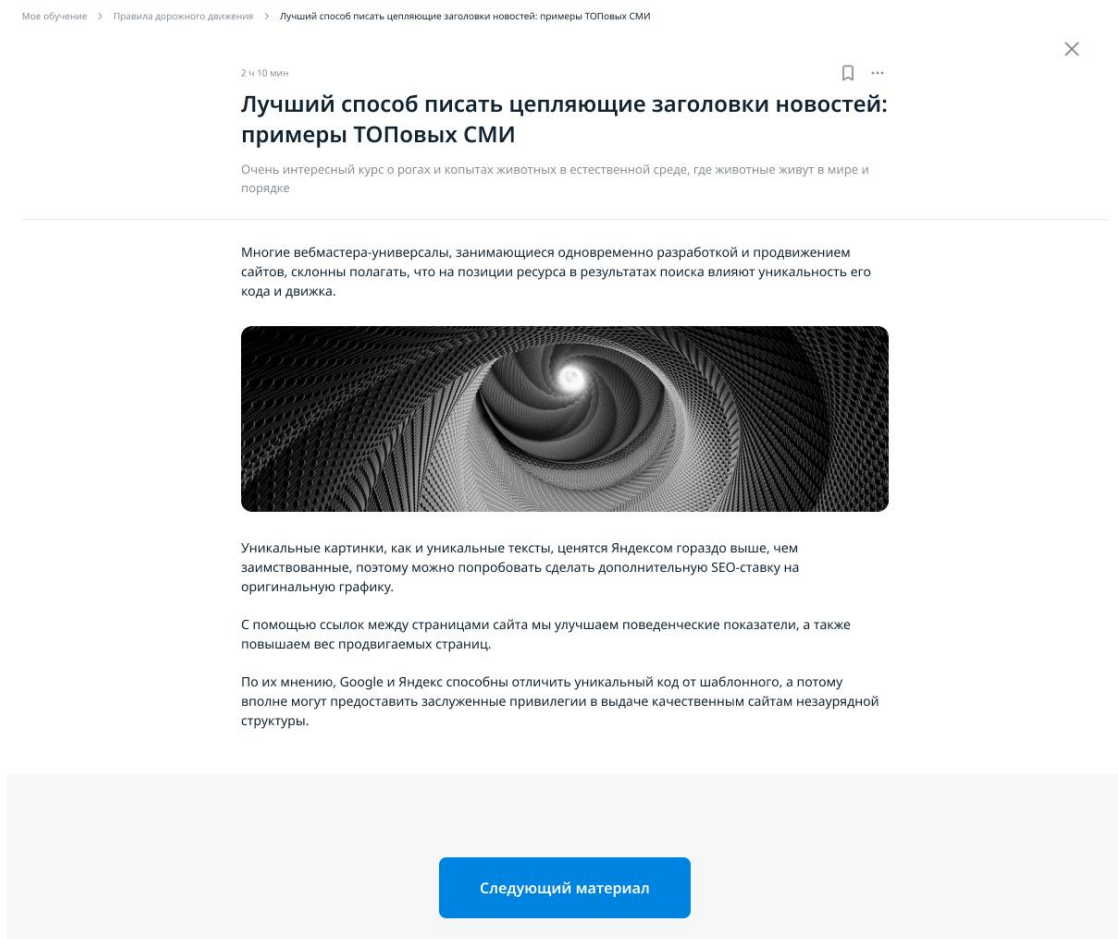 Мое обучение > Правила дорожного движения > Лучший способ писать цепляющие заголовки новостей: примеры ТОПовых СМИ
2 ч 10 мин
Лучший способ писать цепляющие заголовки новостей:
примеры ТОПовых СМИ
Очень интересный курс о рогах и копытах животных в естественной среде, где животные живут в мире и
порядке
Многие вебмастера-универсалы, занимающиеся одновременно разработкой и продвижением
сайтов, склонны полагать, что на позиции ресурса в результатах поиска влияют уникальность его
кода и движка.
Уникальные картинки, как и уникальные тексты, ценятся Яндексом гораздо выше, чем
заимствованные, поэтому можно попробовать сделать дополнительную SEO-ставку на
оригинальную графику.
С помощью ссылок между страницами сайта мы улучшаем поведенческие показатели, а также
повышаем вес продвигаемых страниц.
По их мнению, Google и Яндекс способны отличить уникальный код от шаблонного, а потому
вполне могут предоставить заслуженные привилегии в выдаче качественным сайтам незаурядной
структуры.
Следующий материал